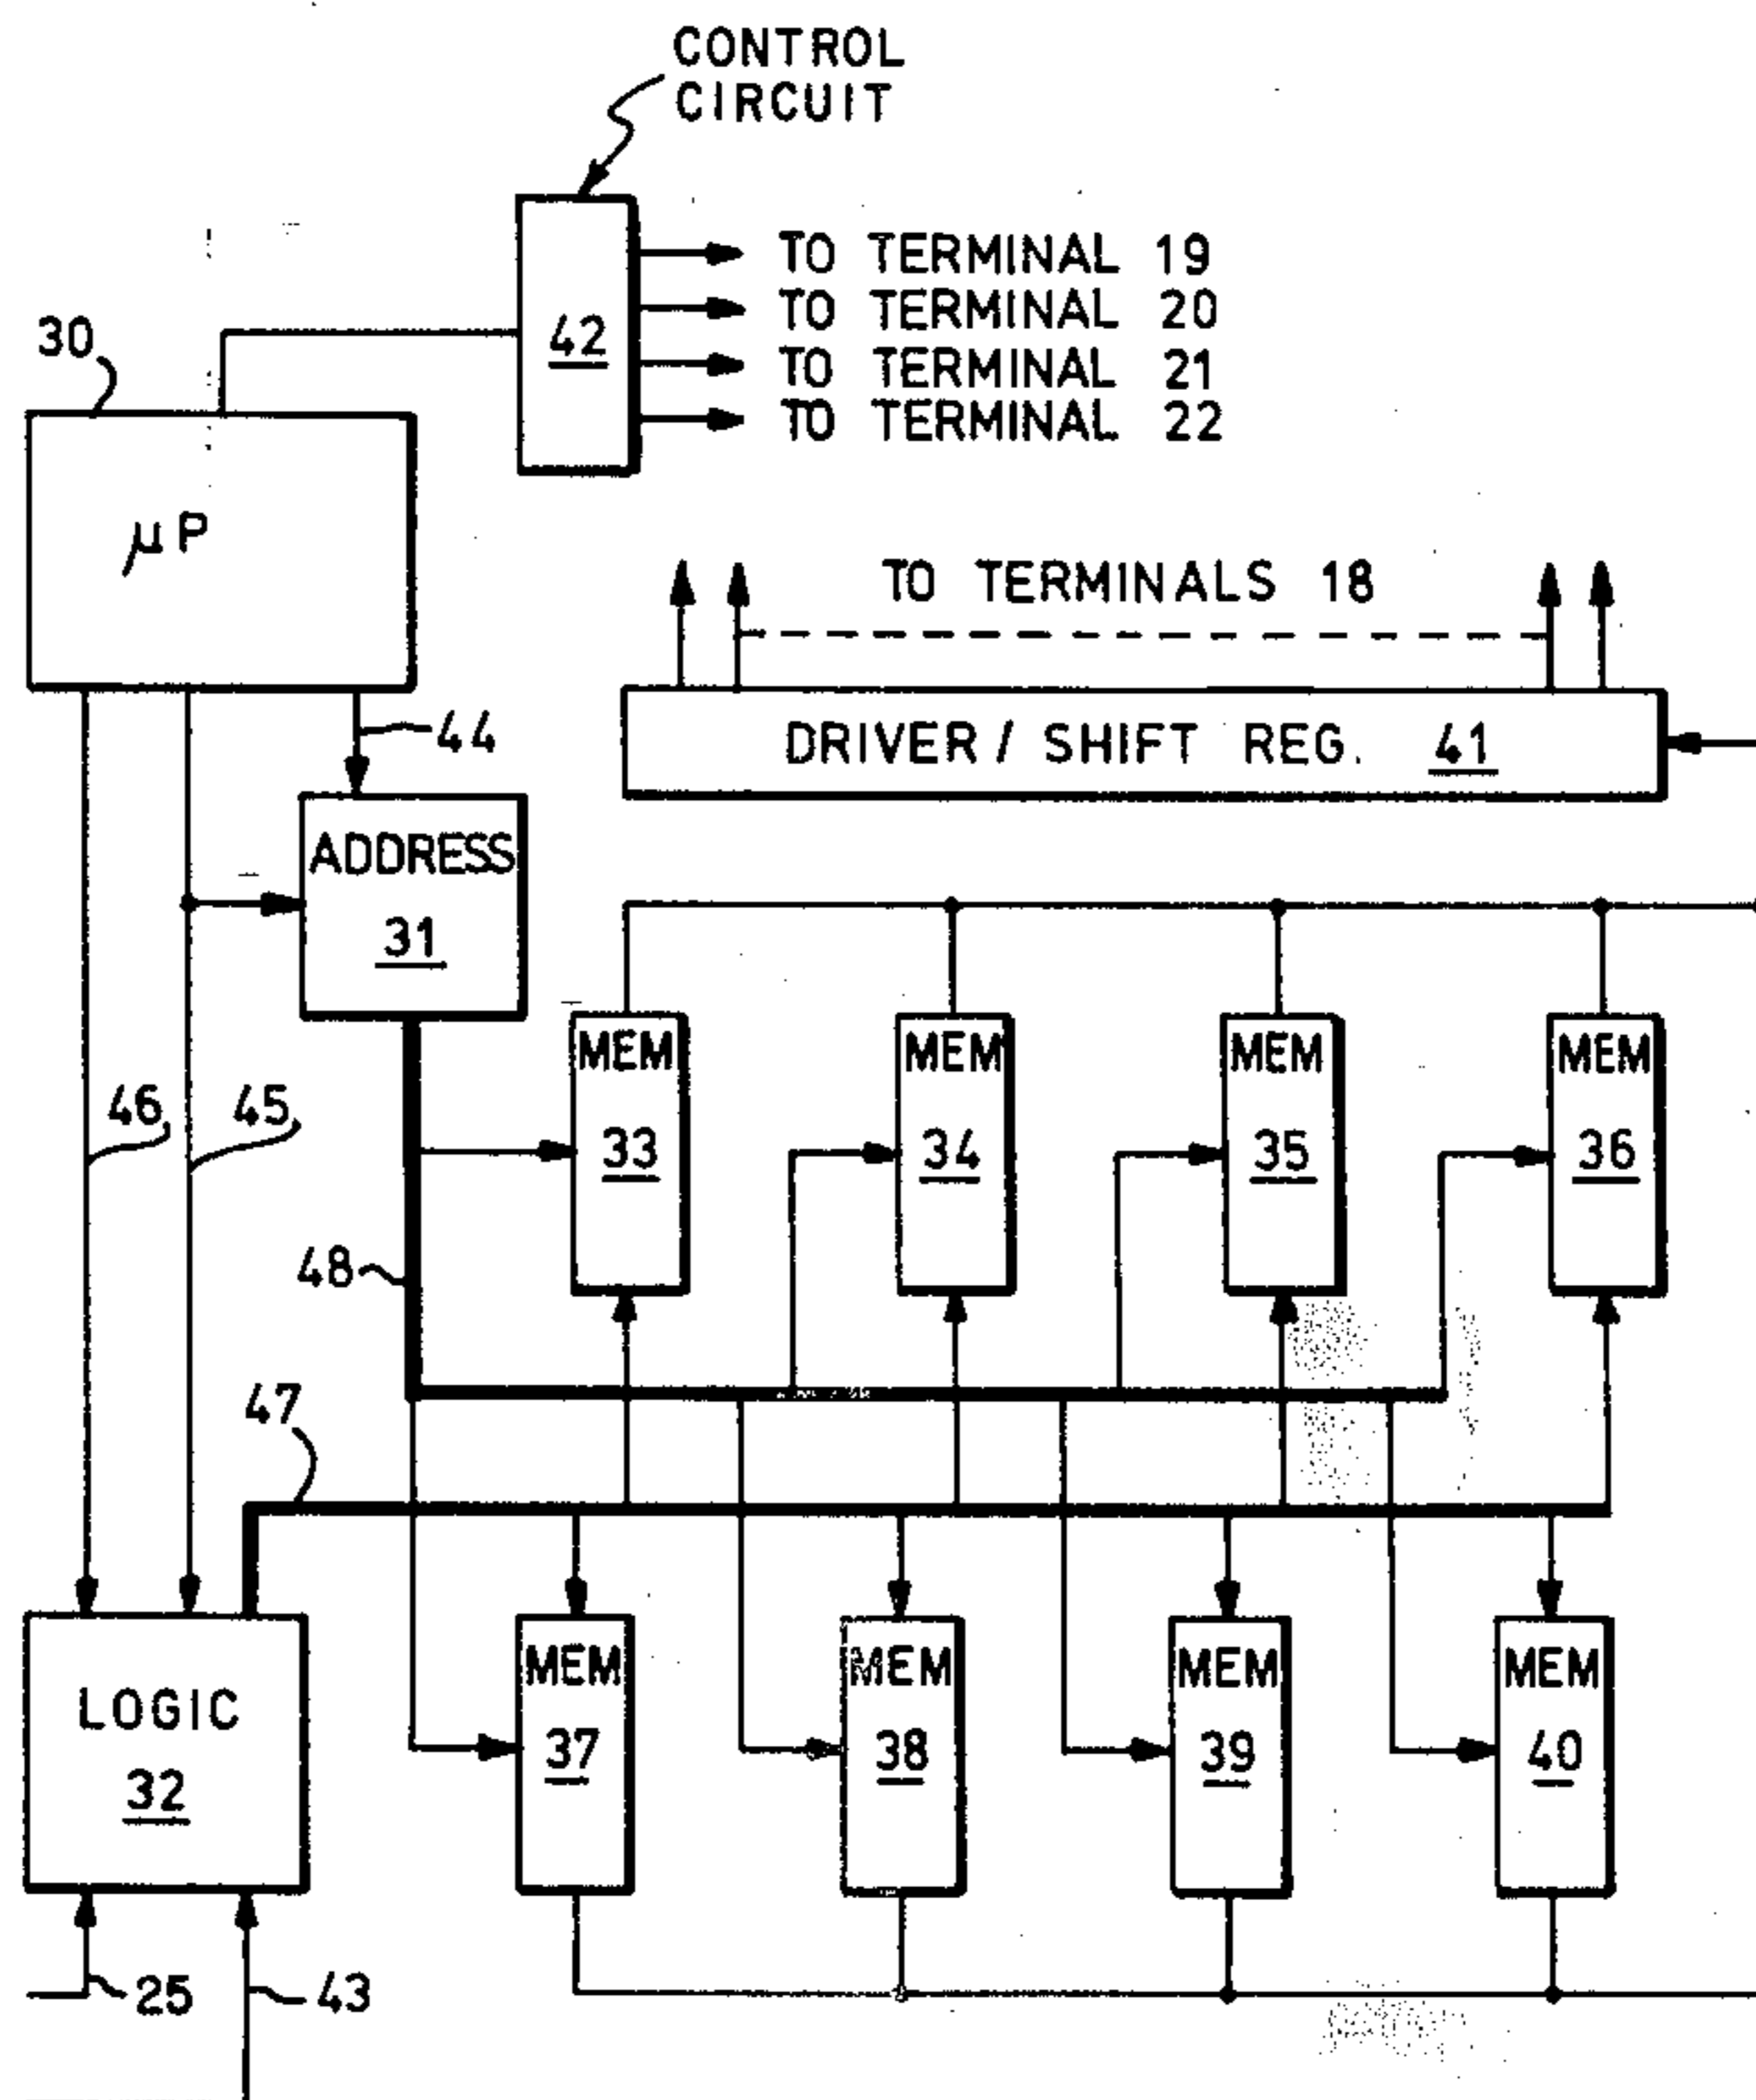 CONTROL
CIRCUIT
TO TERMINAL 19
TO TERMINAL 20
TO TERMINAL 21
TO TERMINAL 22
42
30
μP
TO TERMINALS 18
44
DRIVER / SHIFT REG. 41
ADDRESS
31
46
45
MEM
33
MEM
34
MEM
35
MEM
36
48
47
LOGIC
32
MEM
37
MEM
38
MEM
39
MEM
40
25
43